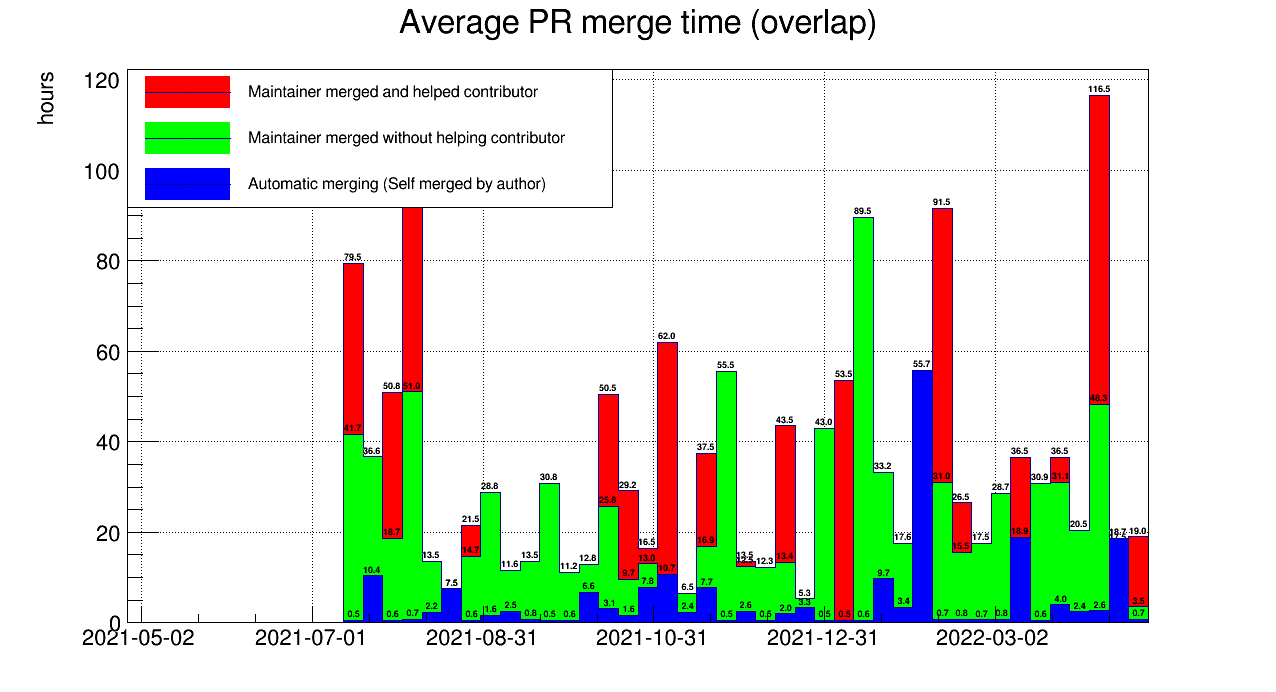 Average PR merge time (overlap)
hours
Maintainer merged and helped contributor
Maintainer merged without helping contributor
Automatic merging (Self merged by author)
120
100
80
60
40
20
0
2021-05-02 2021-07-01 2021-08-31 2021-10-31 2021-12-31 2022-03-02
116.5
91.5
89.5
79.5
62.0
55.5 55.7
53.5
50.8 51.0 50.5 48.3
41.7 43.5 43.0
36.6 37.5 36.5 36.5
33.2
28.8 30.8 29.2 31.0 28.7 30.9 31.1
25.8 26.5
21.5 20.5
18.7 16.5 16.9 17.6 15.5 17.5 18.9 18.7 19.0
13.5 14.7 11.6 13.5 11.2 12.8 13.0 13.5 12.3 13.4
10.4 9.7 10.7 9.7
7.5 6.6 7.8 6.5 7.7 5.3
2.2 2.5 3.1 2.4 2.6 2.0 3.3 3.4 4.0 2.4 2.6 3.5
0.5 0.6 0.7 0.6 1.6 0.8 0.5 0.6 1.6 0.5 0.5 0.5 0.5 0.7 0.8 0.7 0.8 0.6 0.7